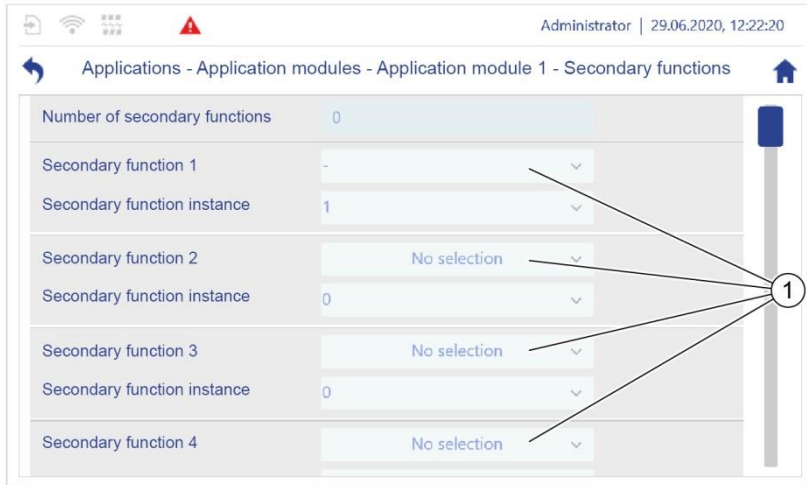 Administrator | 29.06.2020, 12:22:20
Applications - Application modules - Application module 1 - Secondary functions
Number of secondary functions 0
Secondary function 1 -
Secondary function instance 1
Secondary function 2 No selection
Secondary function instance 0
Secondary function 3 No selection
Secondary function instance 0
Secondary function 4 No selection
1